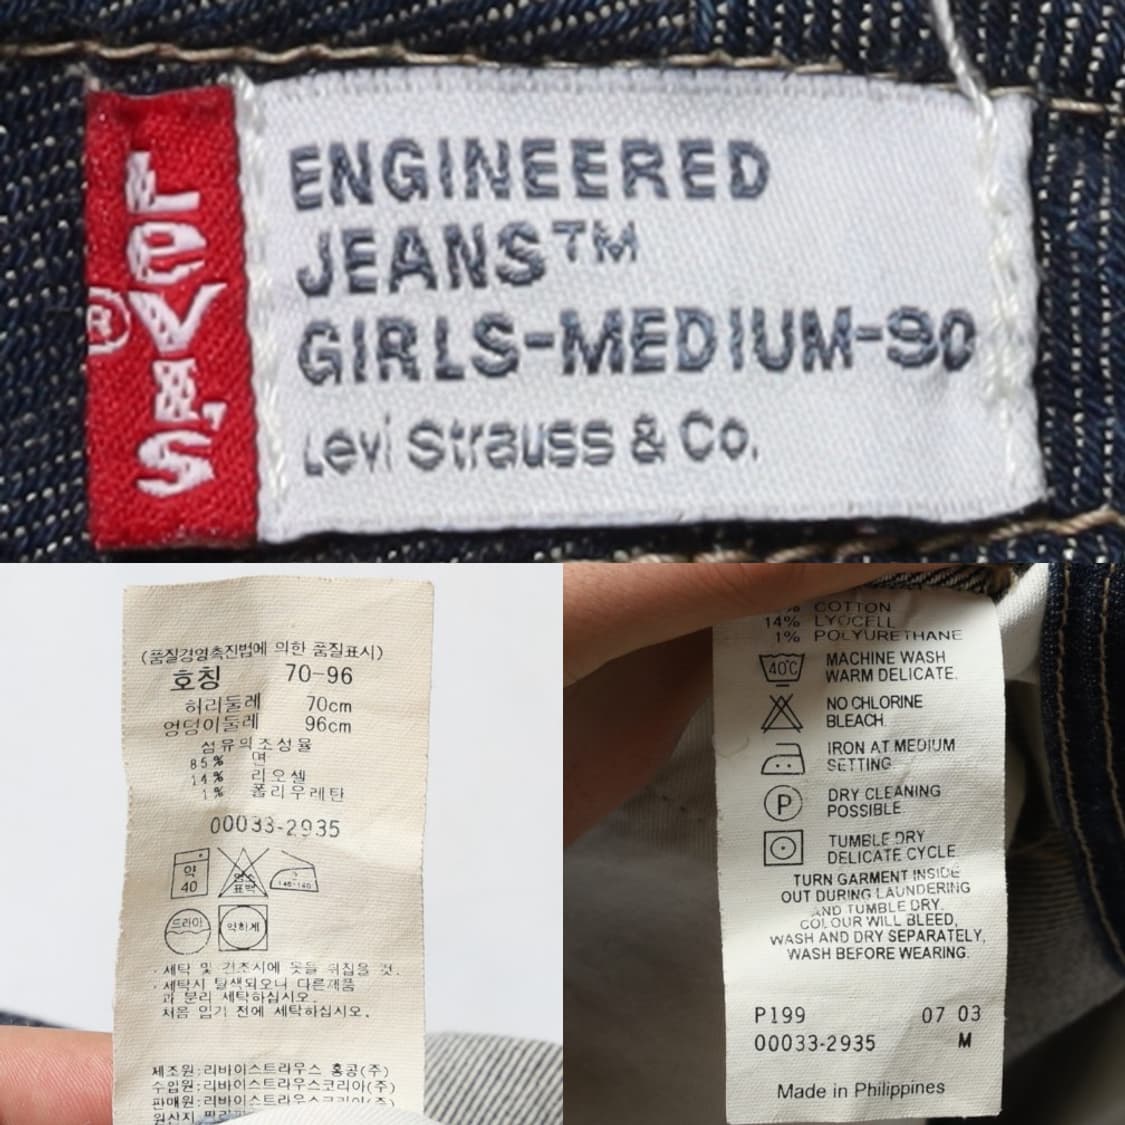 LEVI'S
®
ENGINEERED
JEANS™
GIRLS-MEDIUM-90
Levi Strauss & Co.
(품질경영촉진법에 의한 품질표시)
호칭 70-96
허리둘레 70cm
엉덩이둘레 96cm
섬유의조성율
85% 면
14% 리오셀
1% 폴리우레탄
00033-2935
약
40
염소
표백
140-160
드라이
약하게
· 세탁 및 건조시에 옷을 뒤집을 것.
· 세탁시 탈색되오니 다른제품
과 분리 세탁하십시오.
처음 입기 전에 세탁하십시오.
제조원:리바이스트라우스 홍콩(주)
수입원:리바이스트라우스코리아(주)
판매원:리바이스트라우스코리아(주)
원산지
% COTTON
14% LYOCELL
1% POLYURETHANE
40°C MACHINE WASH
WARM DELICATE.
NO CHLORINE
BLEACH
IRON AT MEDIUM
SETTING
P DRY CLEANING
POSSIBLE.
TUMBLE DRY
DELICATE CYCLE
TURN GARMENT INSIDE
OUT DURING LAUNDERING
AND TUMBLE DRY.
COLOUR WILL BLEED,
WASH AND DRY SEPARATELY,
WASH BEFORE WEARING.
P199 07 03
00033-2935 M
Made in Philippines